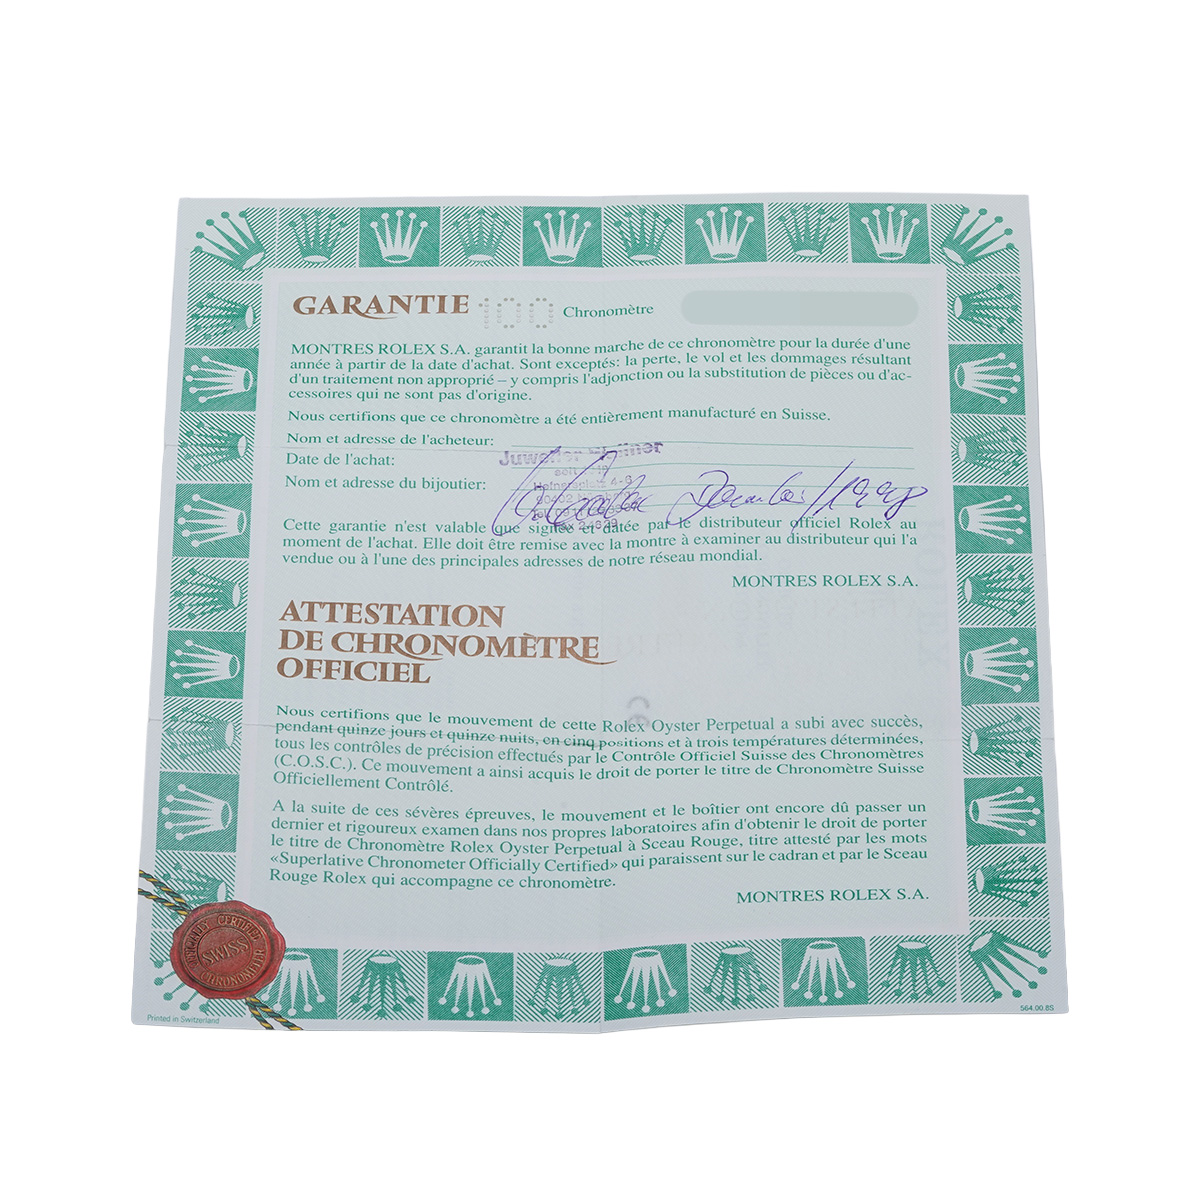 GARANTIE 100 Chronomètre
MONTRES ROLEX S.A. garantit la bonne marche de ce chronomètre pour la durée d'une
année à partir de la date d'achat. Sont exceptés: la perte, le vol et les dommages résultant
d'un traitement non approprié – y compris l'adjonction ou la substitution de pièces ou d'ac-
cessoires qui ne sont pas d'origine.
Nous certifions que ce chronomètre a été entièrement manufacturé en Suisse.
Nom et adresse de l'acheteur:
Date de l'achat:
Juwelier
seit
Nom et adresse du bijoutier:
December/1998
Cette garantie n'est valable que signée et datée par le distributeur officiel Rolex au
moment de l'achat. Elle doit être remise avec la montre à examiner au distributeur qui l'a
vendue ou à l'une des principales adresses de notre réseau mondial.
MONTRES ROLEX S.A.
ATTESTATION
DE CHRONOMÈTRE
OFFICIEL
Nous certifions que le mouvement de cette Rolex Oyster Perpetual a subi avec succès,
pendant quinze jours et quinze nuits, en cinq positions et à trois températures déterminées,
tous les contrôles de précision effectués par le Contrôle Officiel Suisse des Chronomètres
(C.O.S.C.). Ce mouvement a ainsi acquis le droit de porter le titre de Chronomètre Suisse
Officiellement Contrôlé.
A la suite de ces sévères épreuves, le mouvement et le boîtier ont encore dû passer un
dernier et rigoureux examen dans nos propres laboratoires afin d'obtenir le droit de porter
le titre de Chronomètre Rolex Oyster Perpetual à Sceau Rouge, titre attesté par les mots
«Superlative Chronometer Officially Certified» qui paraissent sur le cadran et par le Sceau
Rouge Rolex qui accompagne ce chronomètre.
MONTRES ROLEX S.A.
OFFICIALLY CERTIFIED
SWISS
CHRONOMETER
Printed in Switzerland
564.00.8S